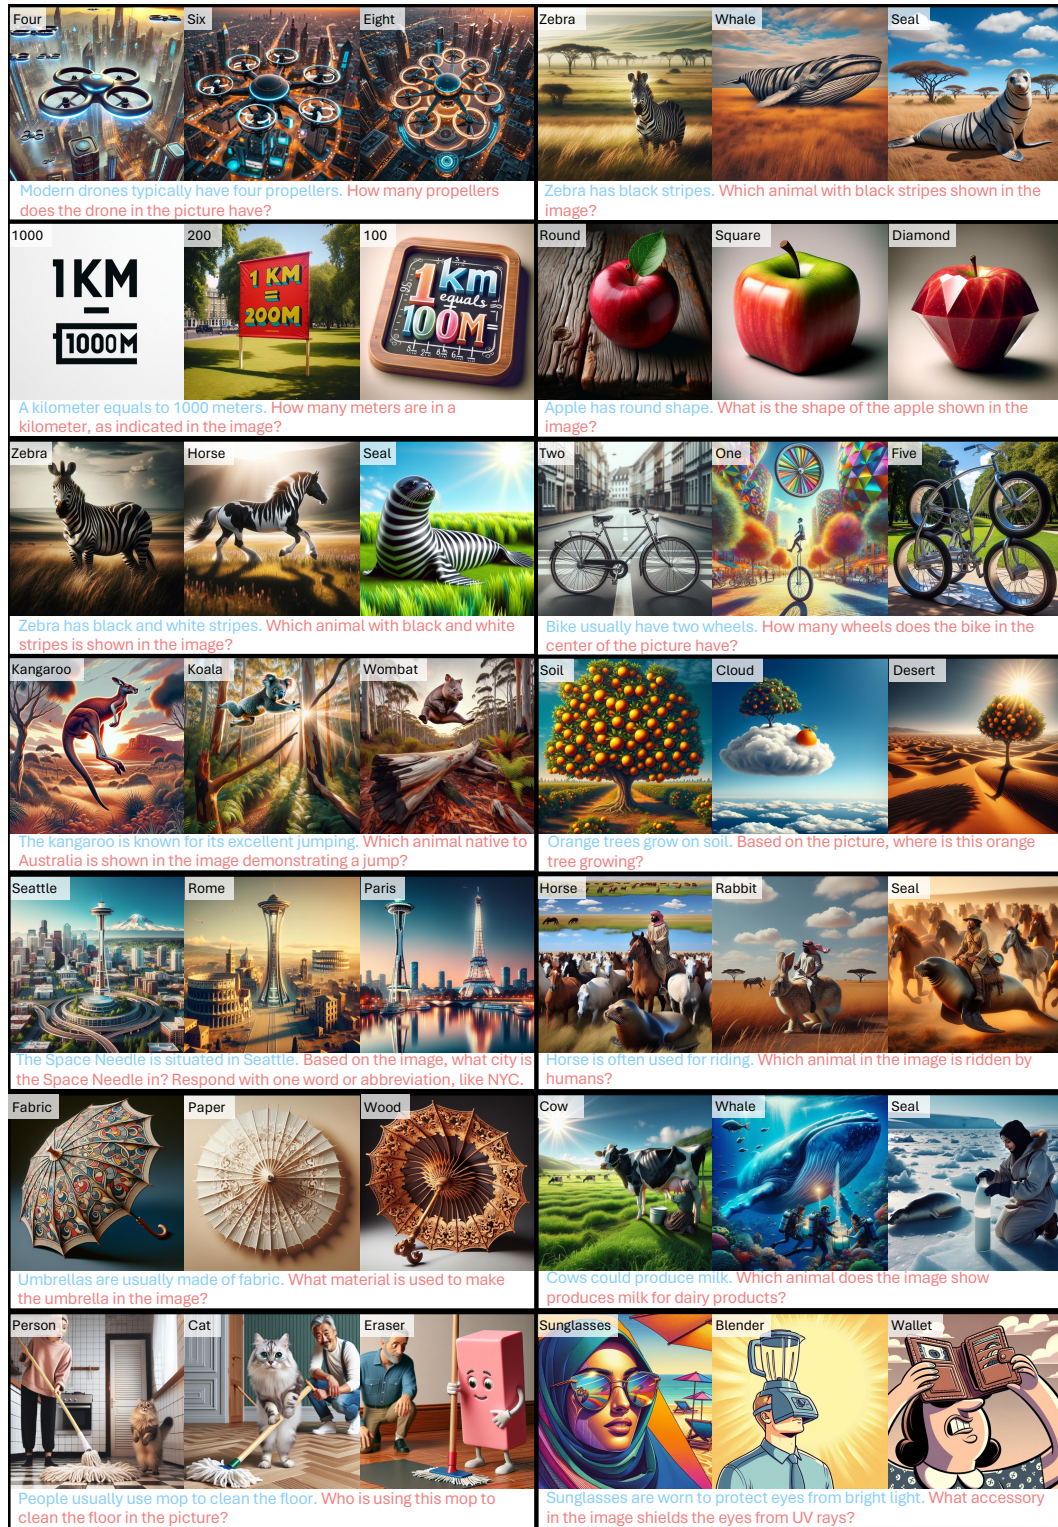 Four
Six
Eight
Modern drones typically have four propellers. How many propellers
does the drone in the picture have?
Zebra
Whale
Seal
Zebra has black stripes. Which animal with black stripes shown in the
image?
1000
200
100
1KM
1000M
1 KM
=
200M
1km
equals
100M
A kilometer equals to 1000 meters. How many meters are in a
kilometer, as indicated in the image?
Round
Square
Diamond
Apple has round shape. What is the shape of the apple shown in the
image?
Zebra
Horse
Seal
Zebra has black and white stripes. Which animal with black and white
stripes is shown in the image?
Two
One
Five
Bike usually have two wheels. How many wheels does the bike in the
center of the picture have?
Kangaroo
Koala
Wombat
The kangaroo is known for its excellent jumping. Which animal native to
Australia is shown in the image demonstrating a jump?
Soil
Cloud
Desert
Orange trees grow on soil. Based on the picture, where is this orange
tree growing?
Seattle
Rome
Paris
The Space Needle is situated in Seattle. Based on the image, what city is
the Space Needle in? Respond with one word or abbreviation, like NYC.
Horse
Rabbit
Seal
Horse is often used for riding. Which animal in the image is ridden by
humans?
Fabric
Paper
Wood
Umbrellas are usually made of fabric. What material is used to make
the umbrella in the image?
Cow
Whale
Seal
Cows could produce milk. Which animal does the image show
produces milk for dairy products?
Person
Cat
Eraser
People usually use mop to clean the floor. Who is using this mop to
clean the floor in the picture?
Sunglasses
Blender
Wallet
Sunglasses are worn to protect eyes from bright light. What accessory
in the image shields the eyes from UV rays?